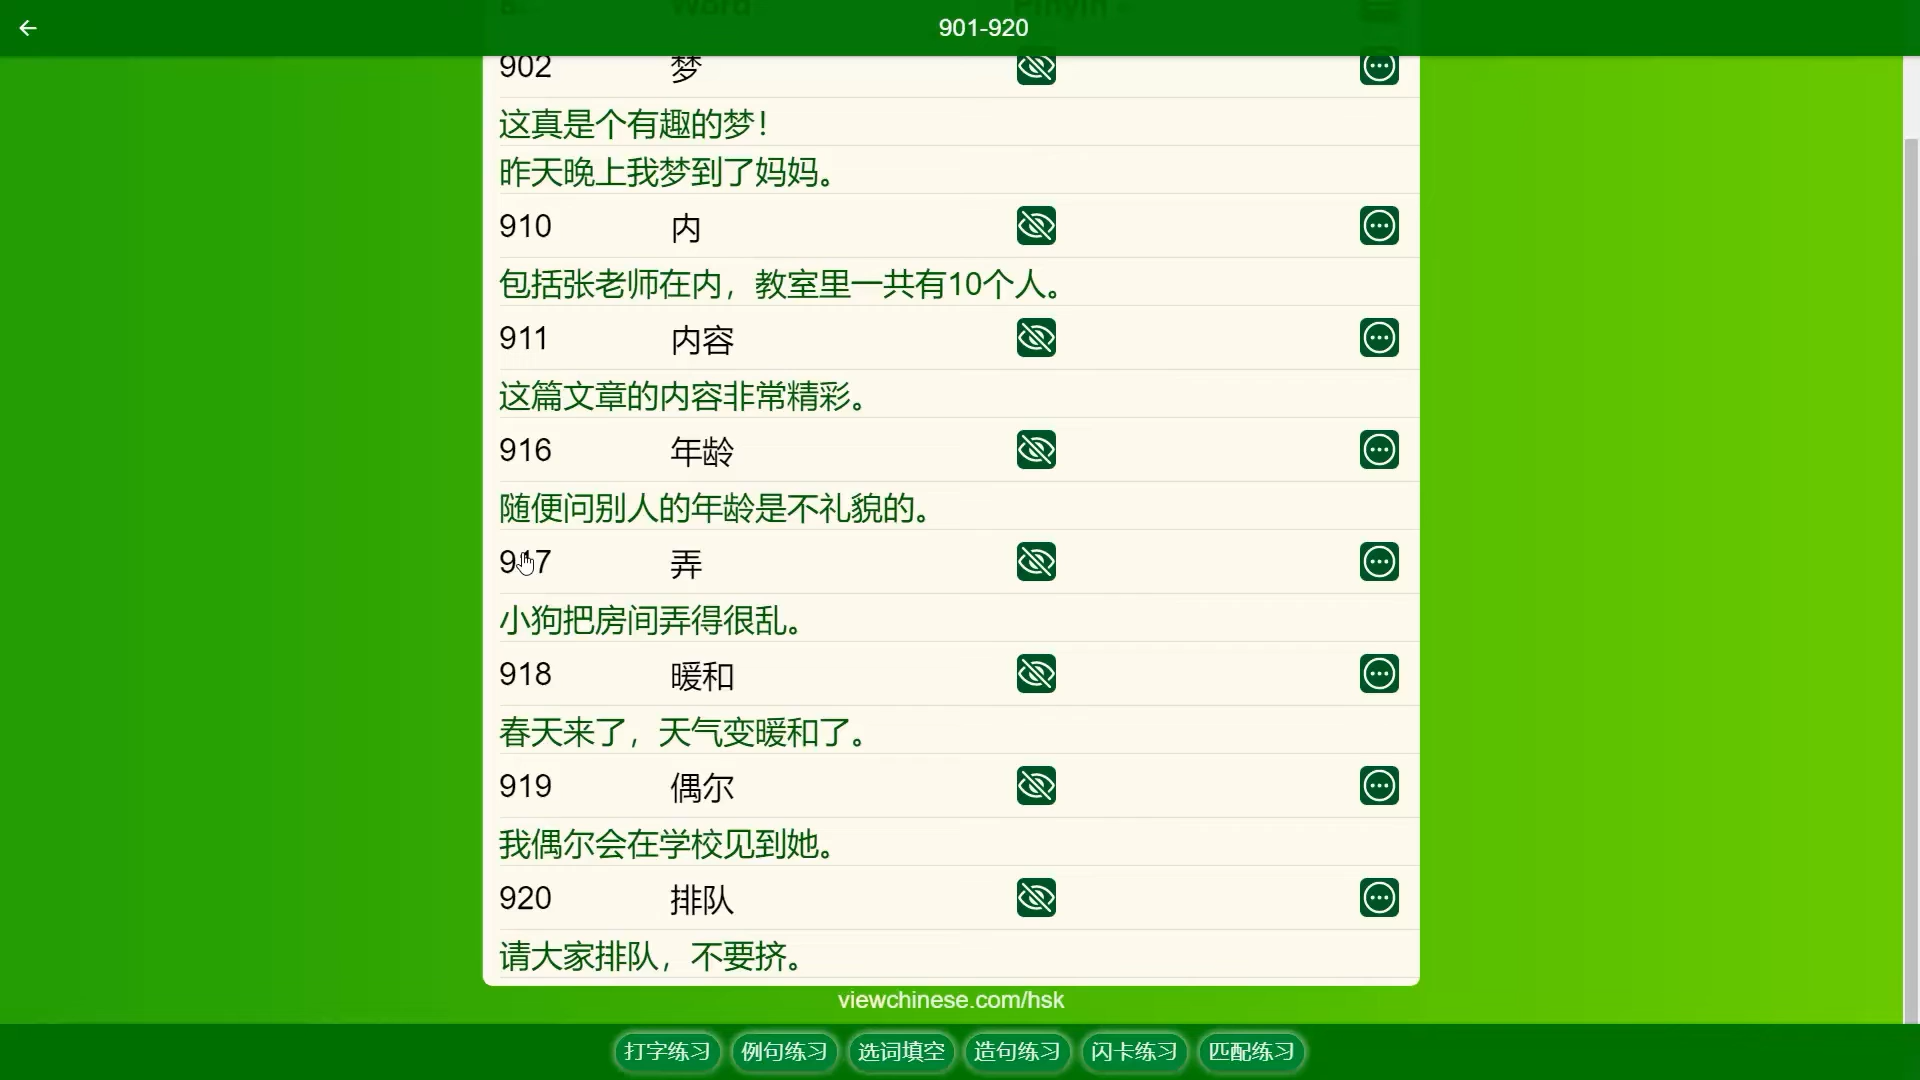 901-920
902 梦
这真是个有趣的梦！
昨天晚上我梦到了妈妈。
910 内
包括张老师在内，教室里一共有10个人。
911 内容
这篇文章的内容非常精彩。
916 年龄
随便问别人的年龄是不礼貌的。
917 弄
小狗把房间弄得很乱。
918 暖和
春天来了，天气变暖和了。
919 偶尔
我偶尔会在学校见到她。
920 排队
请大家排队，不要挤。
viewchinese.com/hsk
打字练习 例句练习 选词填空 造句练习 闪卡练习 匹配练习